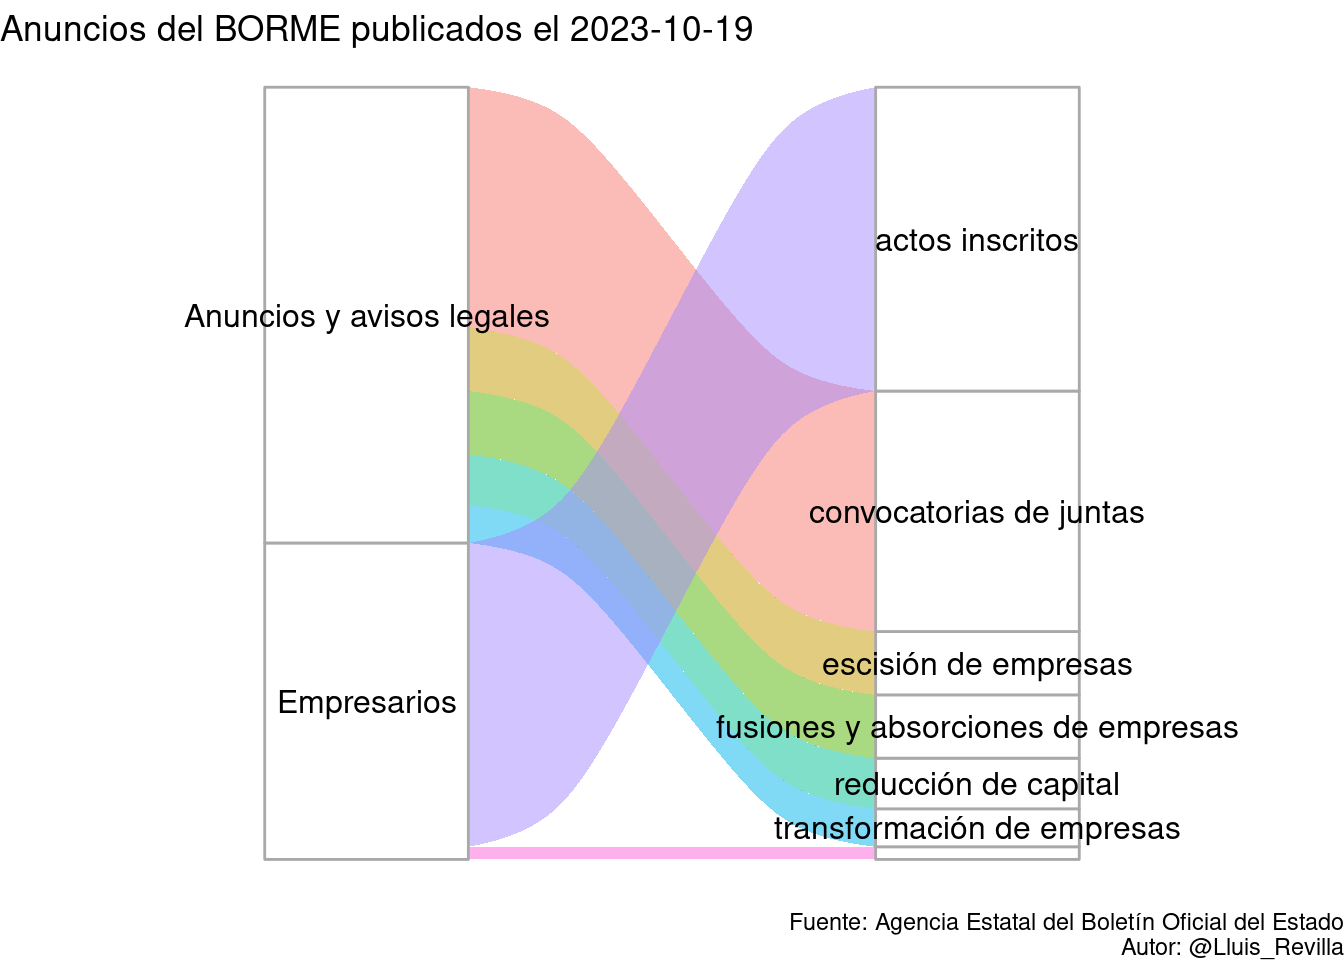 Anuncios del BORME publicados el 2023-10-19
actos inscritos
Anuncios y avisos legales
convocatorias de juntas
escisión de empresas
Empresarios
fusiones y absorciones de empresas
reducción de capital
transformación de empresas
Fuente: Agencia Estatal del Boletín Oficial del Estado
Autor: @Lluis_Revilla